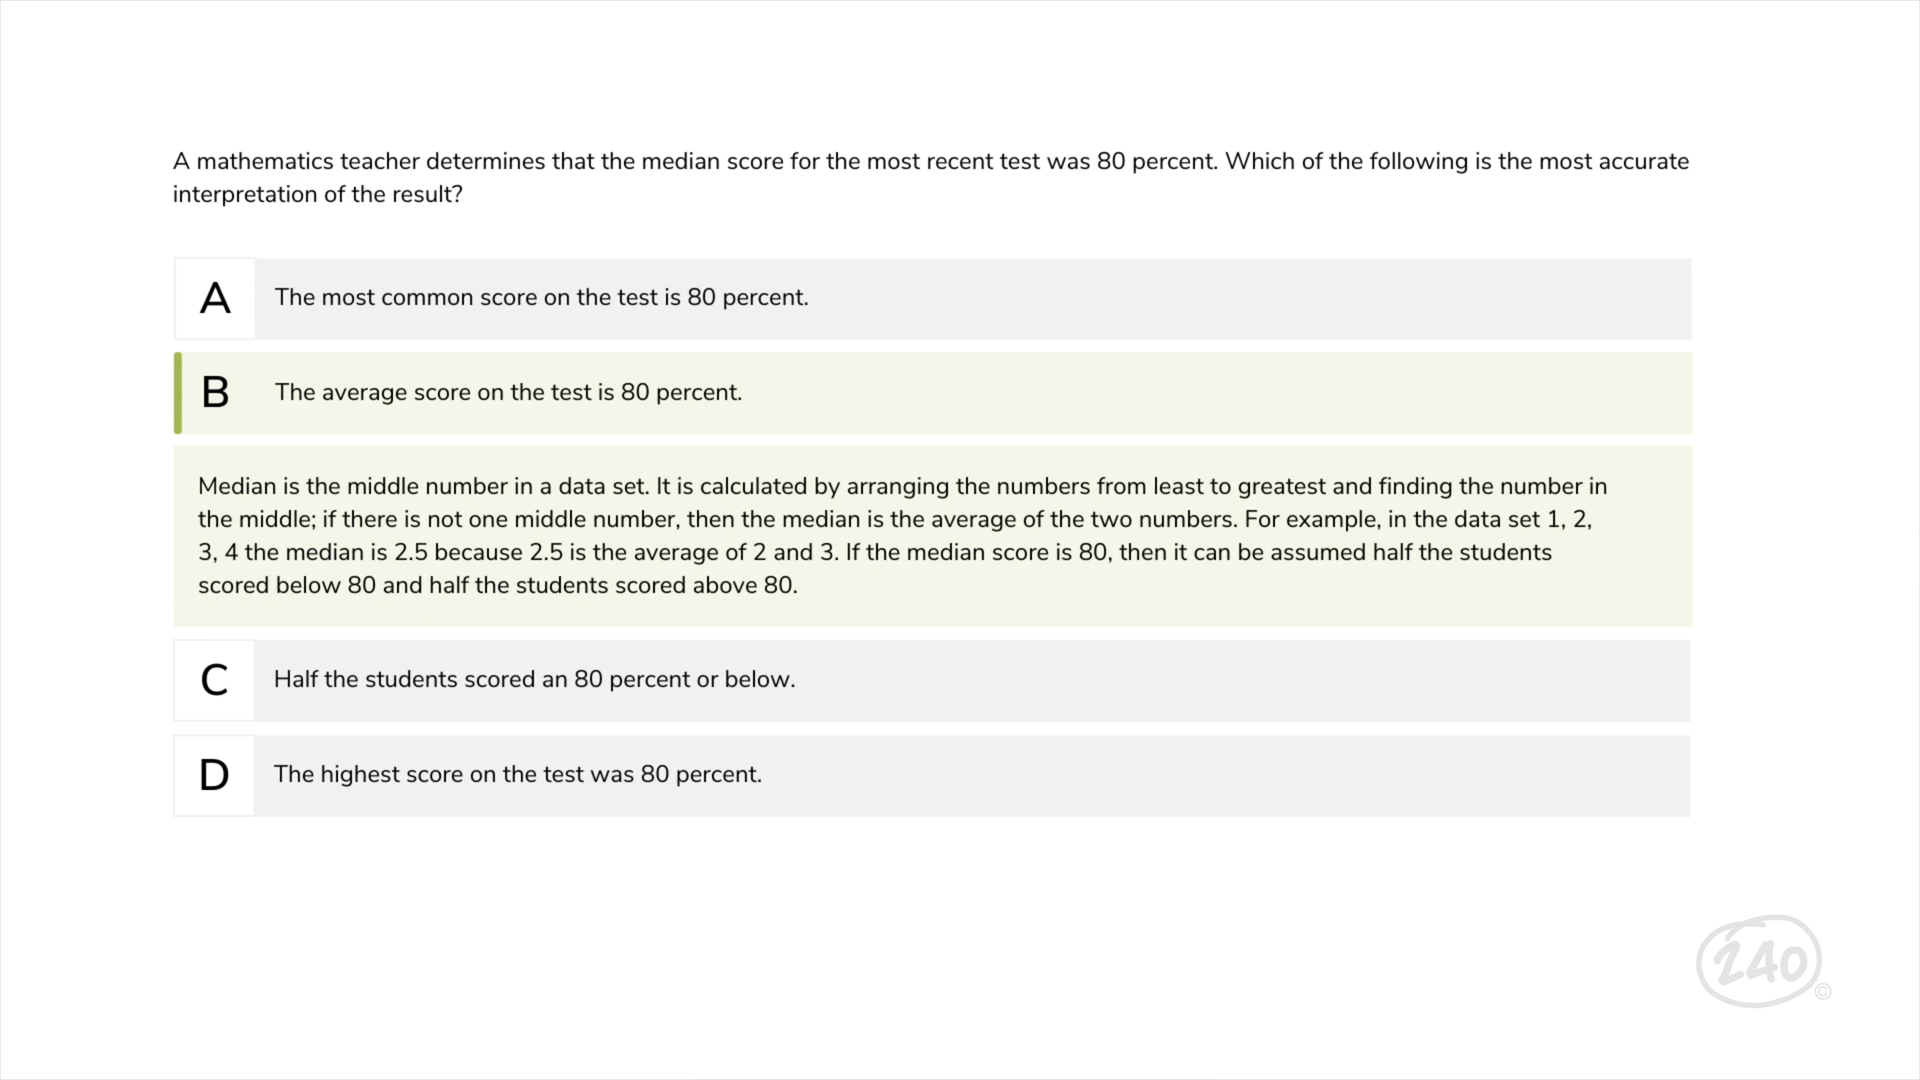 A mathematics teacher determines that the median score for the most recent test was 80 percent. Which of the following is the most accurate
interpretation of the result?
A The most common score on the test is 80 percent.
B The average score on the test is 80 percent.
Median is the middle number in a data set. It is calculated by arranging the numbers from least to greatest and finding the number in
the middle; if there is not one middle number, then the median is the average of the two numbers. For example, in the data set 1, 2,
3, 4 the median is 2.5 because 2.5 is the average of 2 and 3. If the median score is 80, then it can be assumed half the students
scored below 80 and half the students scored above 80.
C Half the students scored an 80 percent or below.
D The highest score on the test was 80 percent.
240 ©